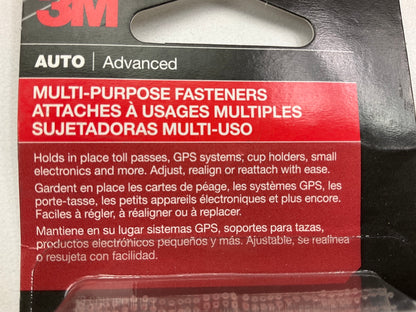 3M
AUTO | Advanced
MULTI-PURPOSE FASTENERS
ATTACHES À USAGES MULTIPLES
SUJETADORAS MULTI-USO
Holds in place toll passes, GPS systems, cup holders, small
electronics and more. Adjust, realign or reattach with ease.
Gardent en place les cartes de péage, les systèmes GPS, les
porte-tasse, les petits appareils électroniques et plus encore.
Faciles à régler, à réaligner ou à replacer.
Mantiene en su lugar sistemas GPS, soportes para tazas,
productos electrónicos pequeños y más. Ajustable, se realinea
o resujeta con facilidad.